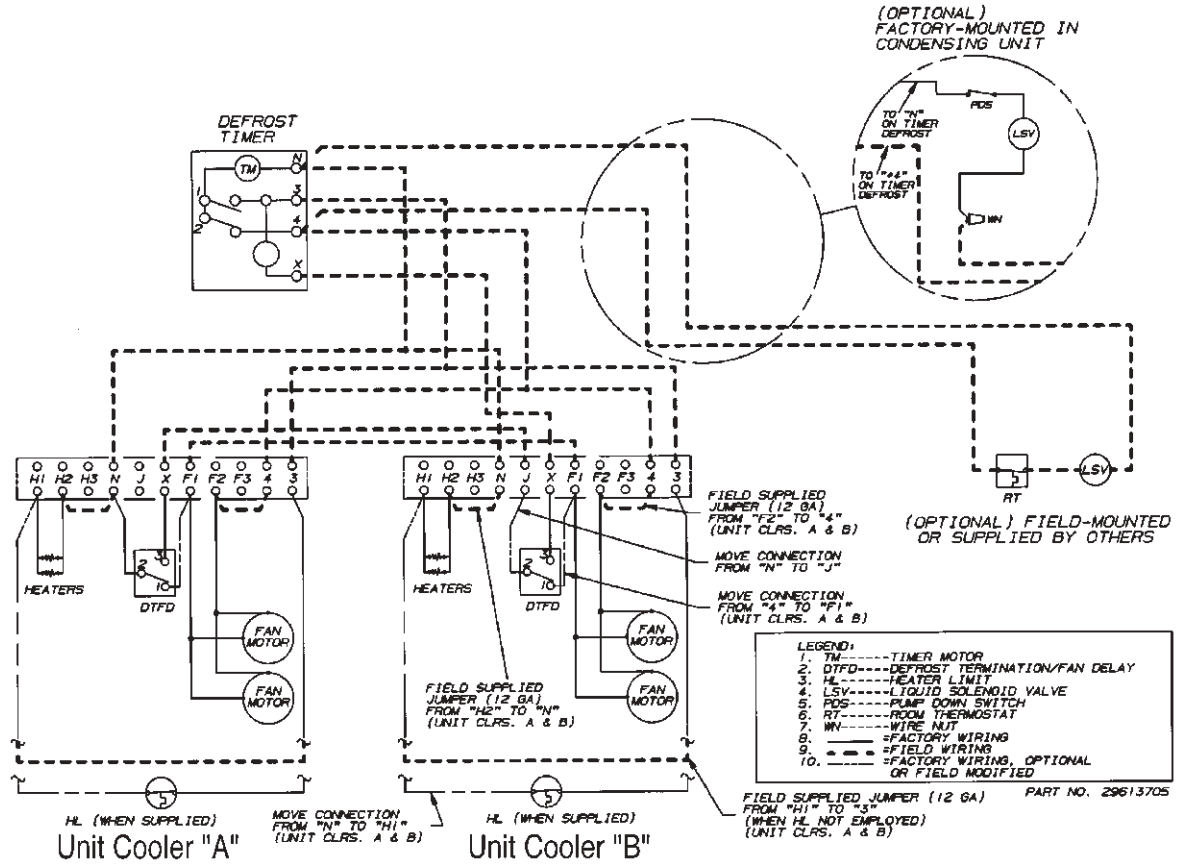 (OPTIONAL)
FACTORY-MOUNTED IN
CONDENSING UNIT
PDS
TO "N"
ON TIMER
DEFROST
LSV
TO "4"
ON TIMER
DEFROST
WN
DEFROST
TIMER
TM
N
1
3
2
4
X
H1 H2 H3 N J X F1 F2 F3 4 3
H1 H2 H3 N J X F1 F2 F3 4 3
RT
LSV
(OPTIONAL) FIELD-MOUNTED
OR SUPPLIED BY OTHERS
HEATERS
2
3
1
DTFD
FAN
MOTOR
FAN
MOTOR
HEATERS
2
3
1
DTFD
FAN
MOTOR
FAN
MOTOR
FIELD SUPPLIED
JUMPER (12 GA)
FROM "F2" TO "4"
(UNIT CLRS. A & B)
MOVE CONNECTION
FROM "N" TO "J"
MOVE CONNECTION
FROM "4" TO "F1"
(UNIT CLRS. A & B)
FIELD SUPPLIED
JUMPER (12 GA)
FROM "H2" TO "N"
(UNIT CLRS. A & B)
LEGEND:
1. TM------TIMER MOTOR
2. DTFD----DEFROST TERMINATION/FAN DELAY
3. HL------HEATER LIMIT
4. LSV-----LIQUID SOLENOID VALVE
5. PDS-----PUMP DOWN SWITCH
6. RT------ROOM THERMOSTAT
7. WN------WIRE NUT
8. =FACTORY WIRING
9. =FIELD WIRING
10. =FACTORY WIRING, OPTIONAL
OR FIELD MODIFIED
PART NO. 29613705
HL (WHEN SUPPLIED)
Unit Cooler "A"
MOVE CONNECTION
FROM "N" TO "H1"
(UNIT CLRS. A & B)
HL (WHEN SUPPLIED)
Unit Cooler "B"
FIELD SUPPLIED JUMPER (12 GA)
FROM "H1" TO "3"
(WHEN HL NOT EMPLOYED)
(UNIT CLRS. A & B)